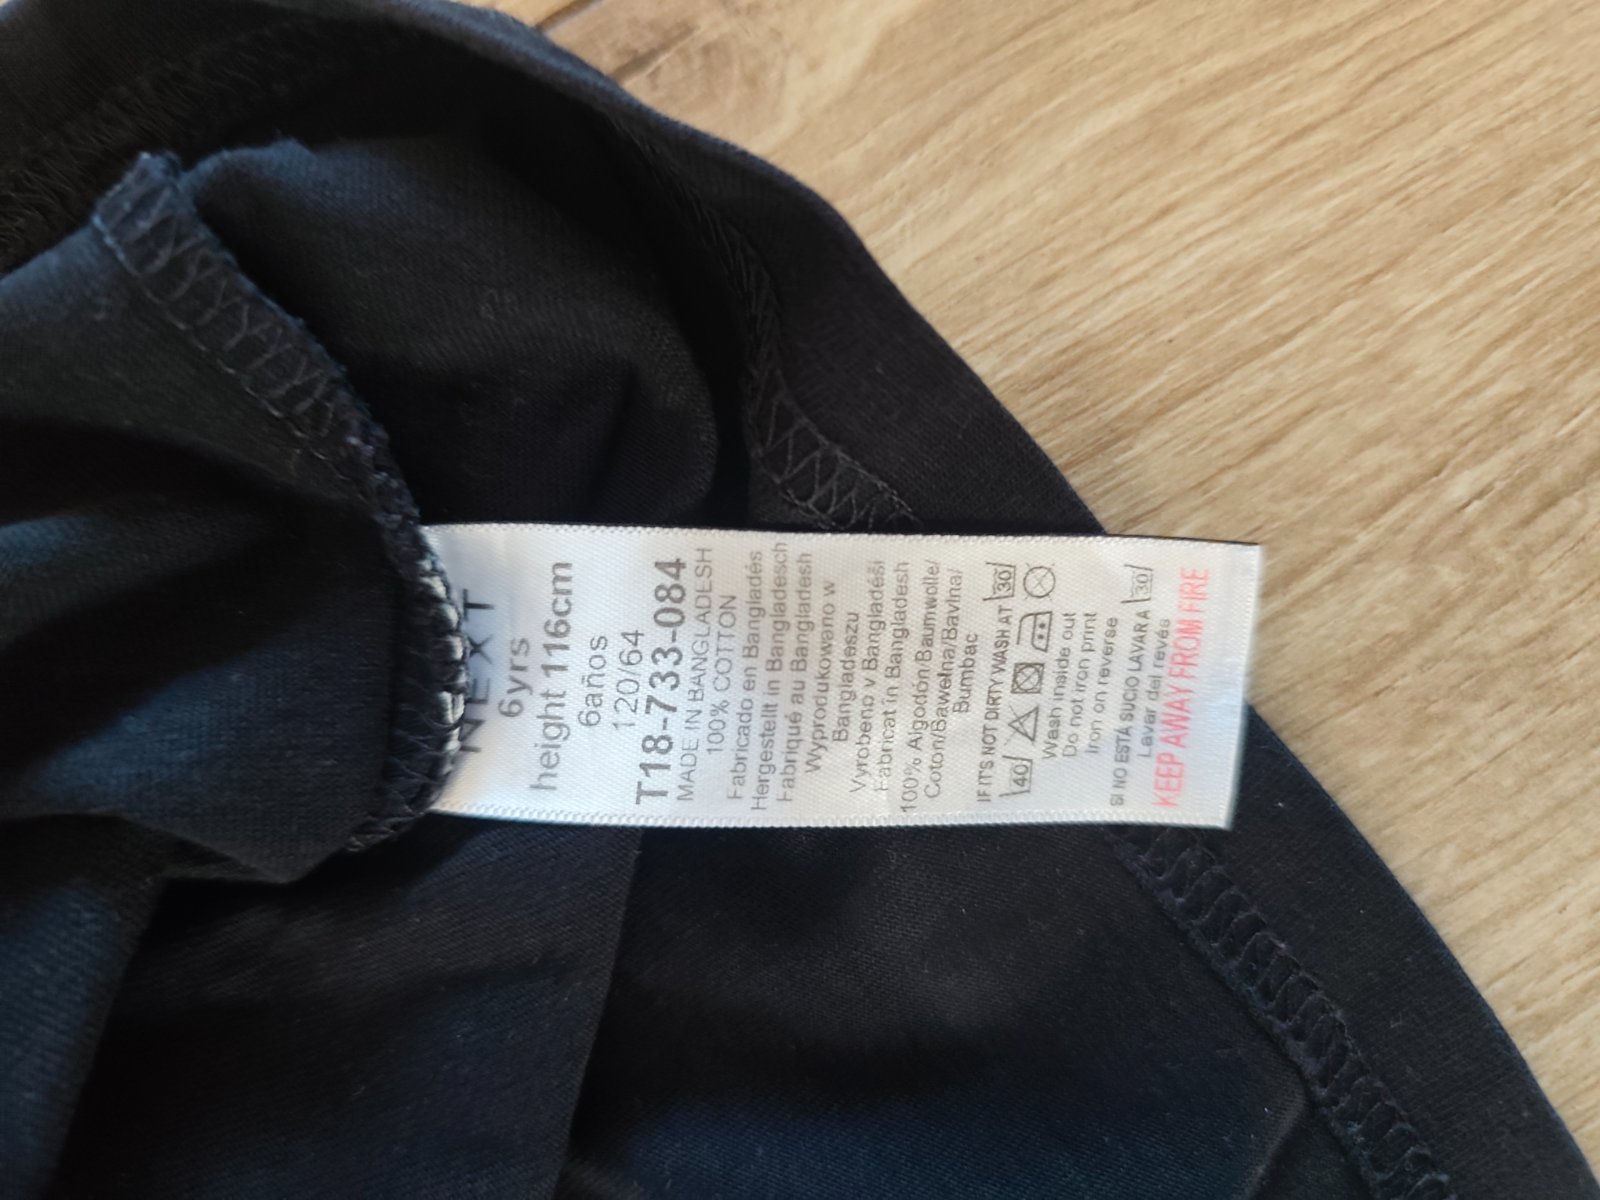 NEXT
6yrs
height 116cm
6años
120/64
T18-733-084
MADE IN BANGLADESH
100% COTTON
Fabricado en Bangladés
Hergestellt in Bangladesch
Fabriqué au Bangladesh
Wyprodukowano w
Bangladeszu
Vyrobeno v Bangladéši
Fabricat in Bangladesh
100% Algodón/Baumwolle/
Coton/Bawełna/Bavlna/
Bumbac
IF IT'S NOT DIRTY WASH AT 30
40
Wash inside out
Do not iron print
Iron on reverse
SI NO ESTÁ SUCIO LAVAR A 30
Lavar del revés
KEEP AWAY FROM FIRE